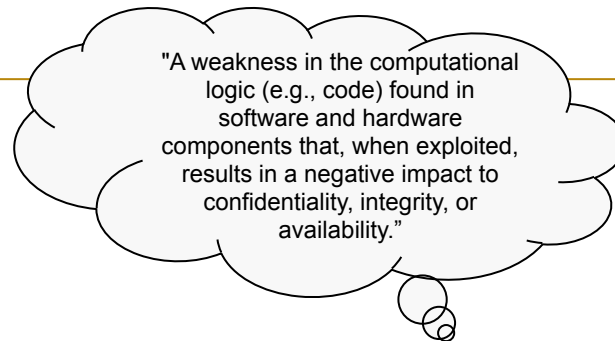 "A weakness in the computational
logic (e.g., code) found in
software and hardware
components that, when exploited,
results in a negative impact to
confidentiality, integrity, or
availability.”